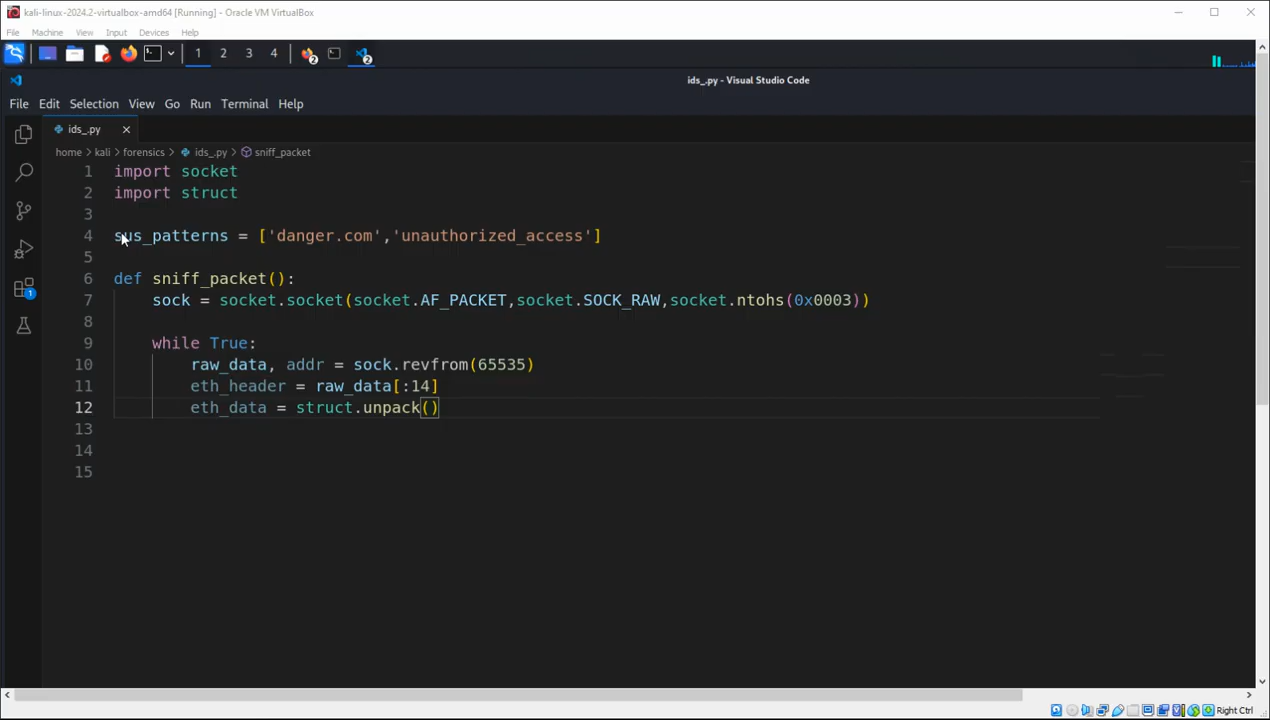 kali-linux-2024.2-virtualbox-amd64 [Running] - Oracle VM VirtualBox
File Machine View Input Devices Help
1 2 3 4 2 2
ids_.py - Visual Studio Code
File Edit Selection View Go Run Terminal Help
ids_.py
home > kali > forensics > ids_.py > sniff_packet
1 import socket
2 import struct
3
4 sus_patterns = ['danger.com','unauthorized_access']
5
6 def sniff_packet():
7 sock = socket.socket(socket.AF_PACKET,socket.SOCK_RAW,socket.ntohs(0x0003))
8
9 while True:
10 raw_data, addr = sock.revfrom(65535)
11 eth_header = raw_data[:14]
12 eth_data = struct.unpack()
13
14
15
1
Right Ctrl